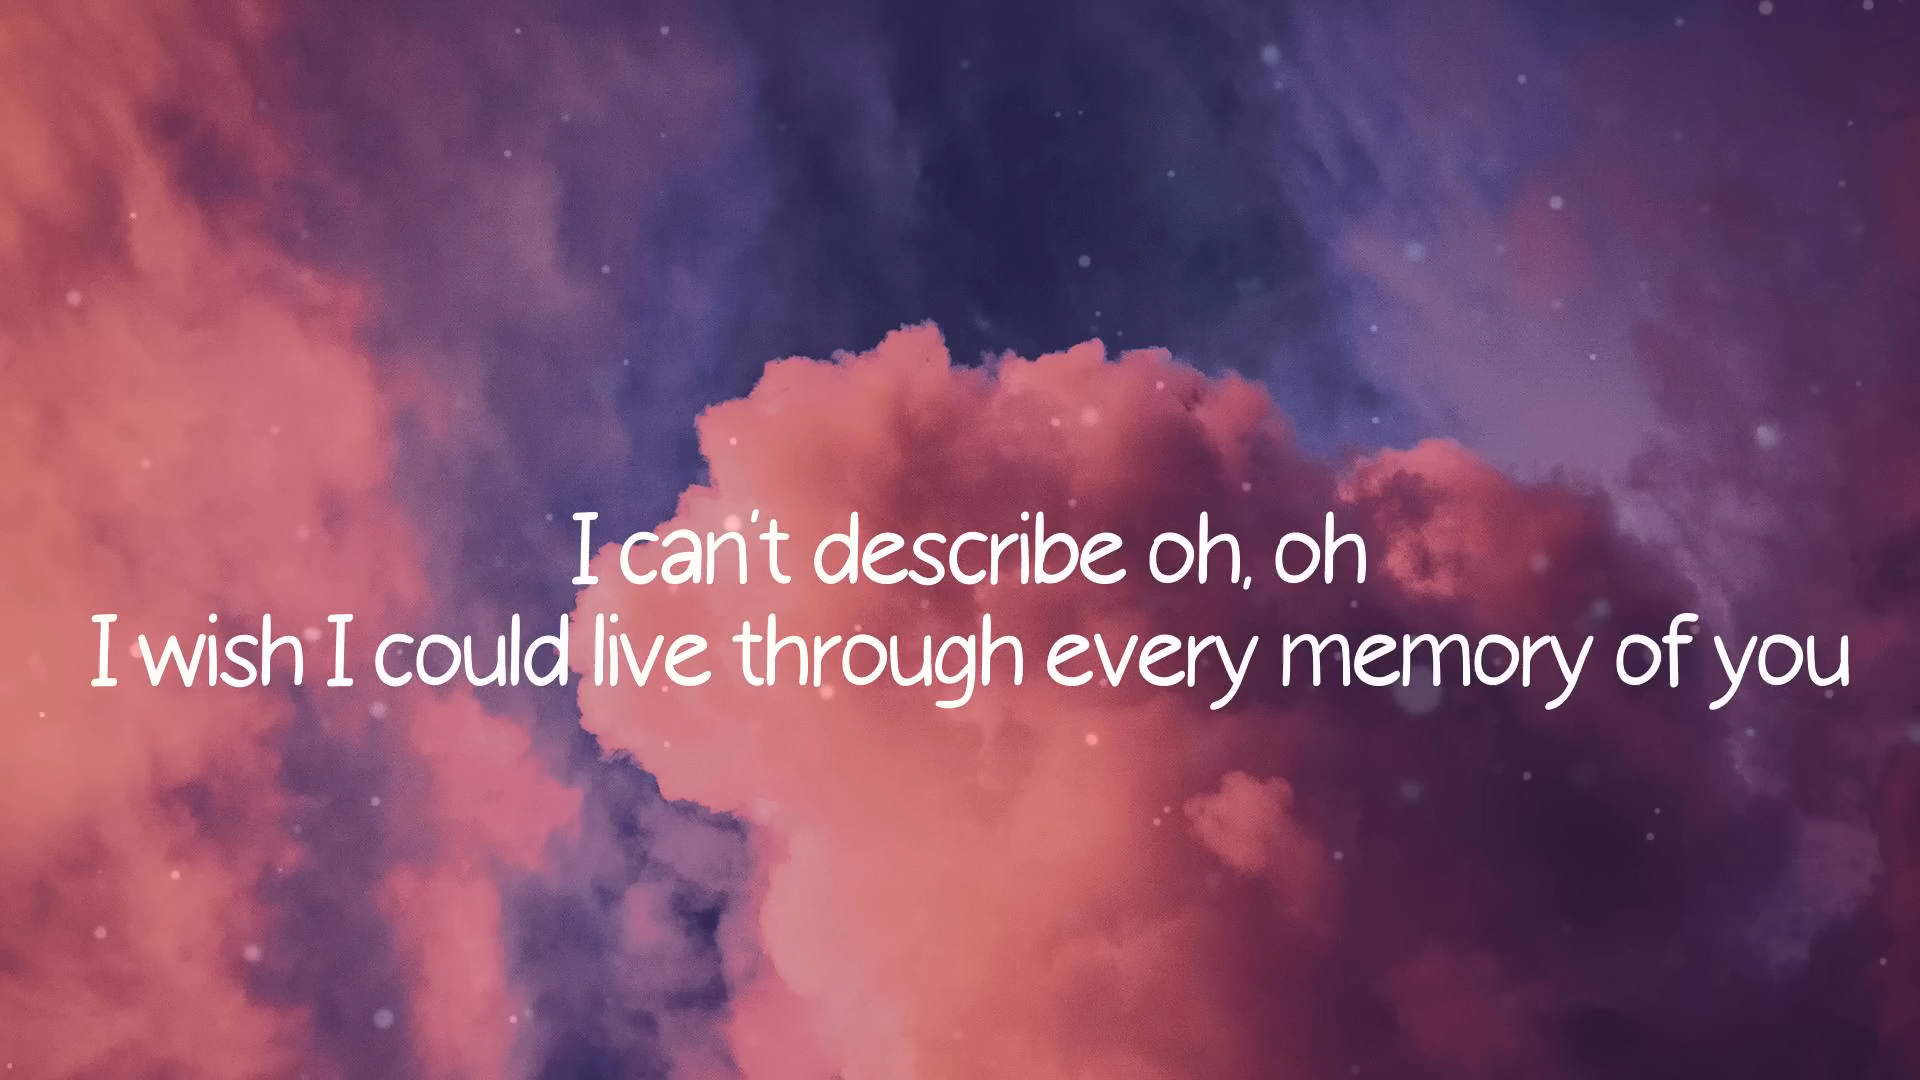 I can't describe oh, oh
I wish I could live through every memory of you